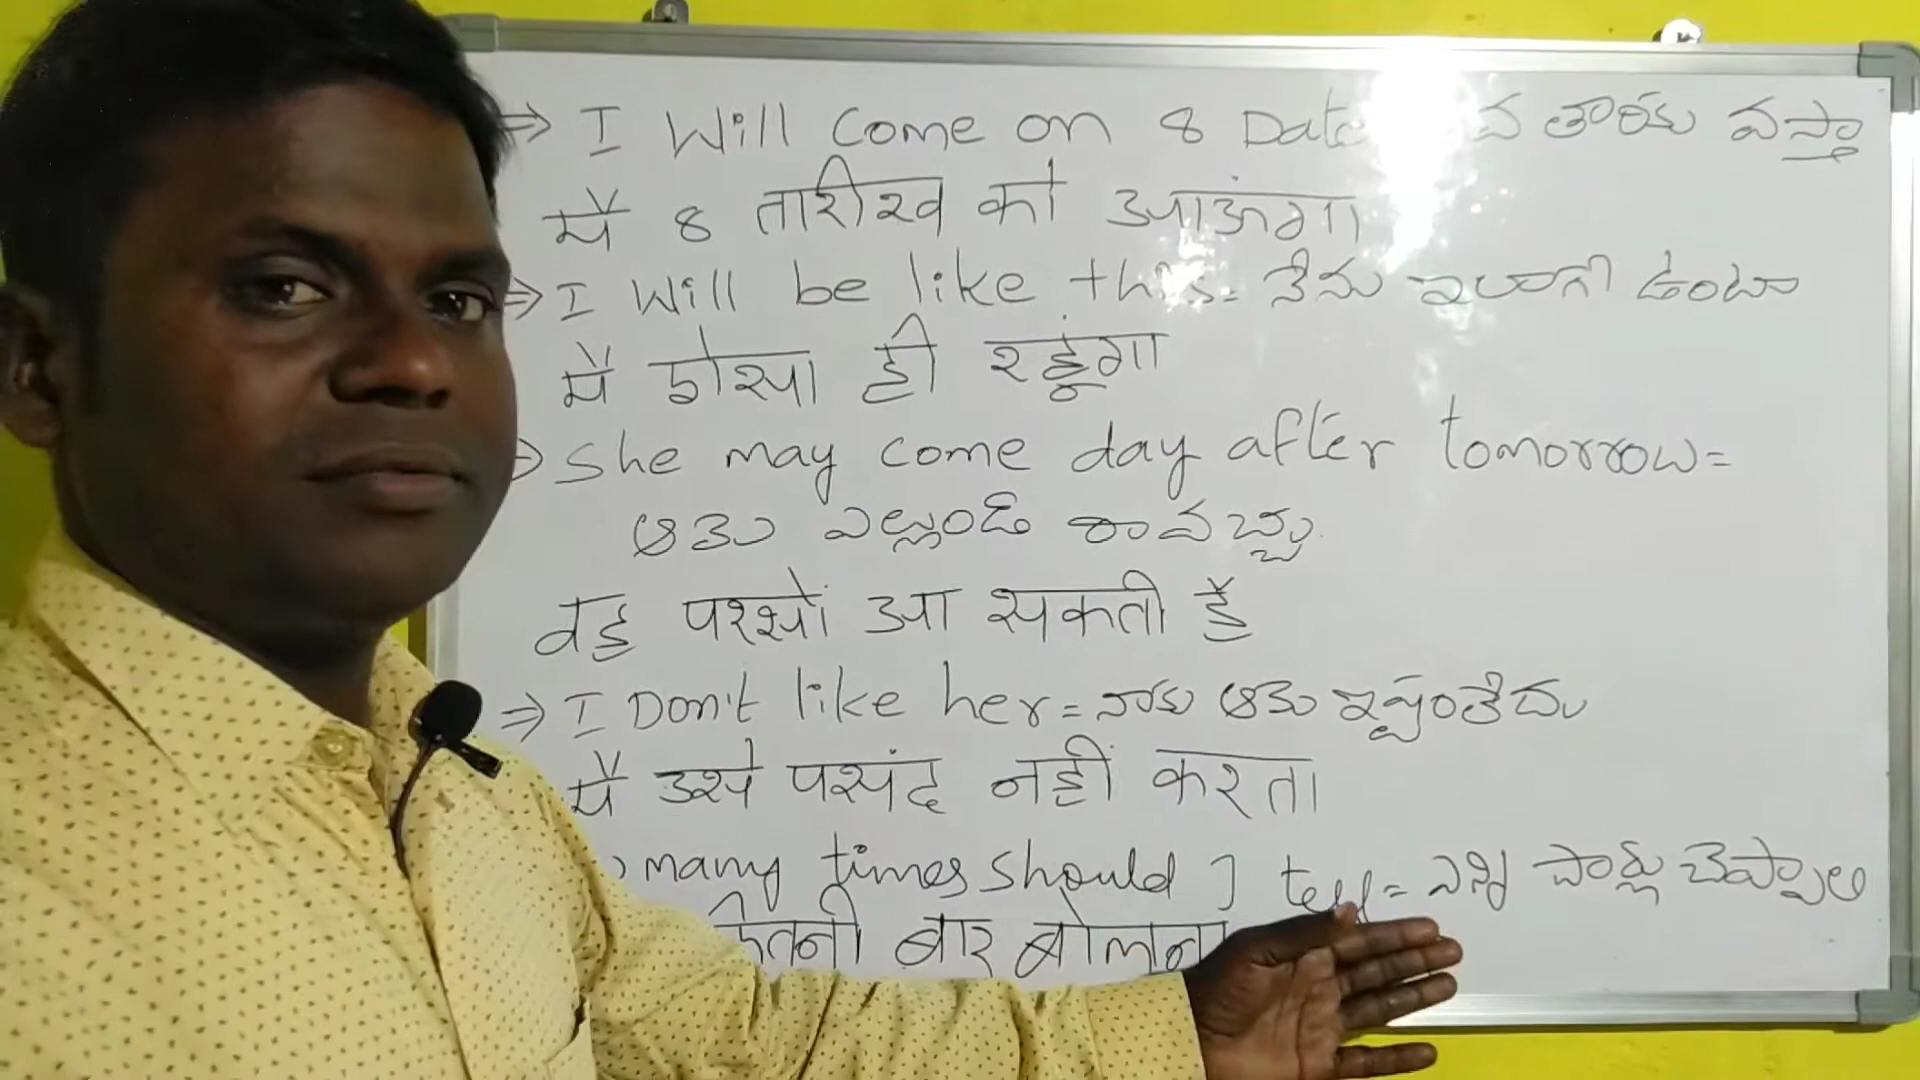 ⇒ I Will Come on 8 Date వ తారీకు వస్తా
मैं 8 तारीख को आऊंगा
⇒ I Will be like this = నేను ఇలాగే ఉంటా
मैं ऐसा ही रहूंगा
⇒ She may come day after tomorrow =
ఆమె ఎల్లుండి రావచ్చు
वह परसों आ सकती है
⇒ I Don't like her = నాకు ఆమె ఇష్టంలేదు
मैं उसे पसंद नहीं करता
many times should I tell = ఎన్ని సార్లు చెప్పాలి
कितनी बार बोलना